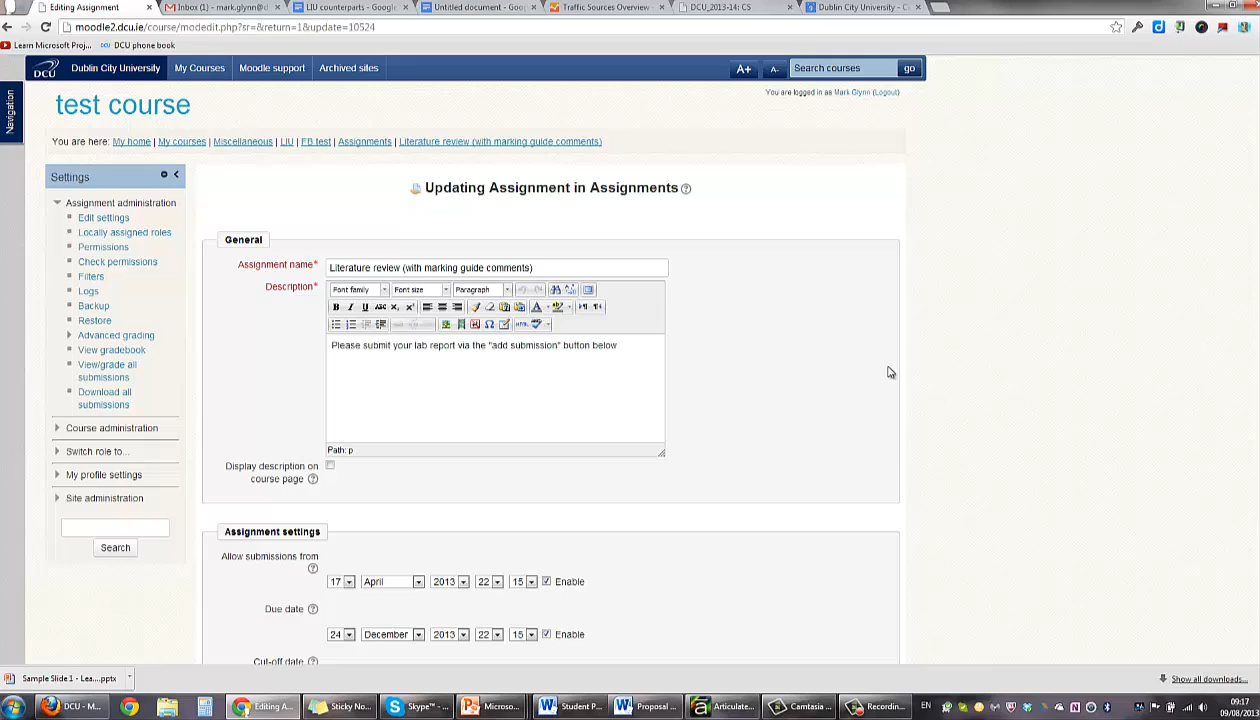 Editing Assignment
Inbox (1) - mark.glynn@d
LIU counterparts - Google
Untitled document - Goog
Traffic Sources Overview -
DCU_2013-14: CS
Dublin City University - C
moodle2.dcu.ie/course/modedit.php?sr=&return=1&update=10524
Learn Microsoft Proj...
DCU phone book
DCU
Dublin City University
My Courses
Moodle support
Archived sites
A+
A-
Search courses
go
You are logged in as Mark Glynn (Logout)
Navigation
test course
You are here: My home | My courses | Miscellaneous | LIU | FB test | Assignments | Literature review (with marking guide comments)
Settings
Assignment administration
Edit settings
Locally assigned roles
Permissions
Check permissions
Filters
Logs
Backup
Restore
Advanced grading
View gradebook
View/grade all
submissions
Download all
submissions
Course administration
Switch role to...
My profile settings
Site administration
Search
Updating Assignment in Assignments
General
Assignment name*
Literature review (with marking guide comments)
Description*
Font family
Font size
Paragraph
B I U ABC
HTML
Please submit your lab report via the "add submission" button below
Path: p
Display description on
course page
Assignment settings
Allow submissions from
17 April 2013 22 15 Enable
Due date
24 December 2013 22 15 Enable
Cut-off date
Sample Slide 1 - Lea....pptx
Show all downloads...
DCU - M...
Editing A...
Sticky No...
Skype™ - ...
Microso...
Student P...
Proposal ...
Articulate...
Camtasia ...
Recordin...
EN
09:17
09/08/2013